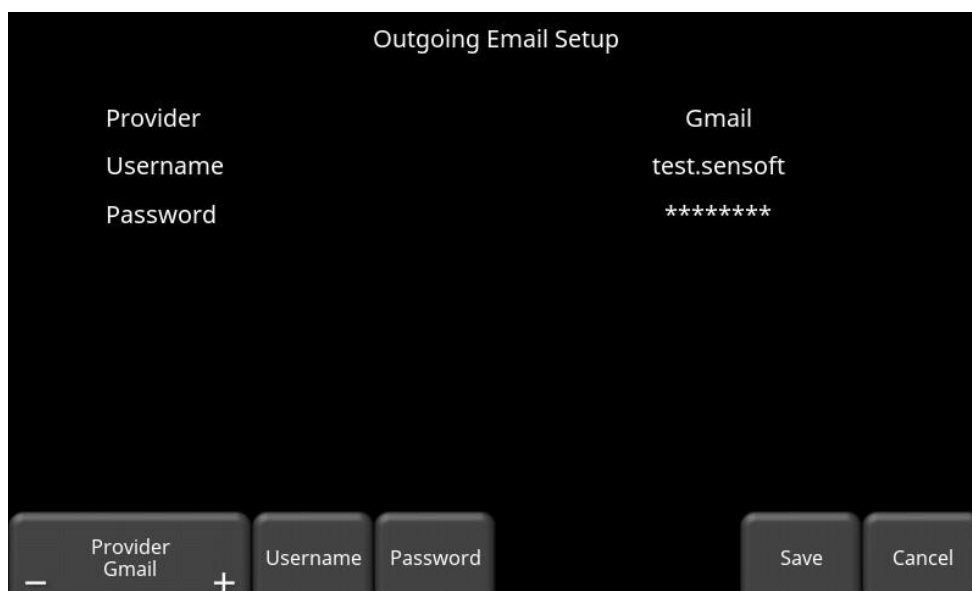 Outgoing Email Setup
Provider Gmail
Username test.sensoft
Password ********
Provider
Gmail
− +
Username
Password
Save
Cancel